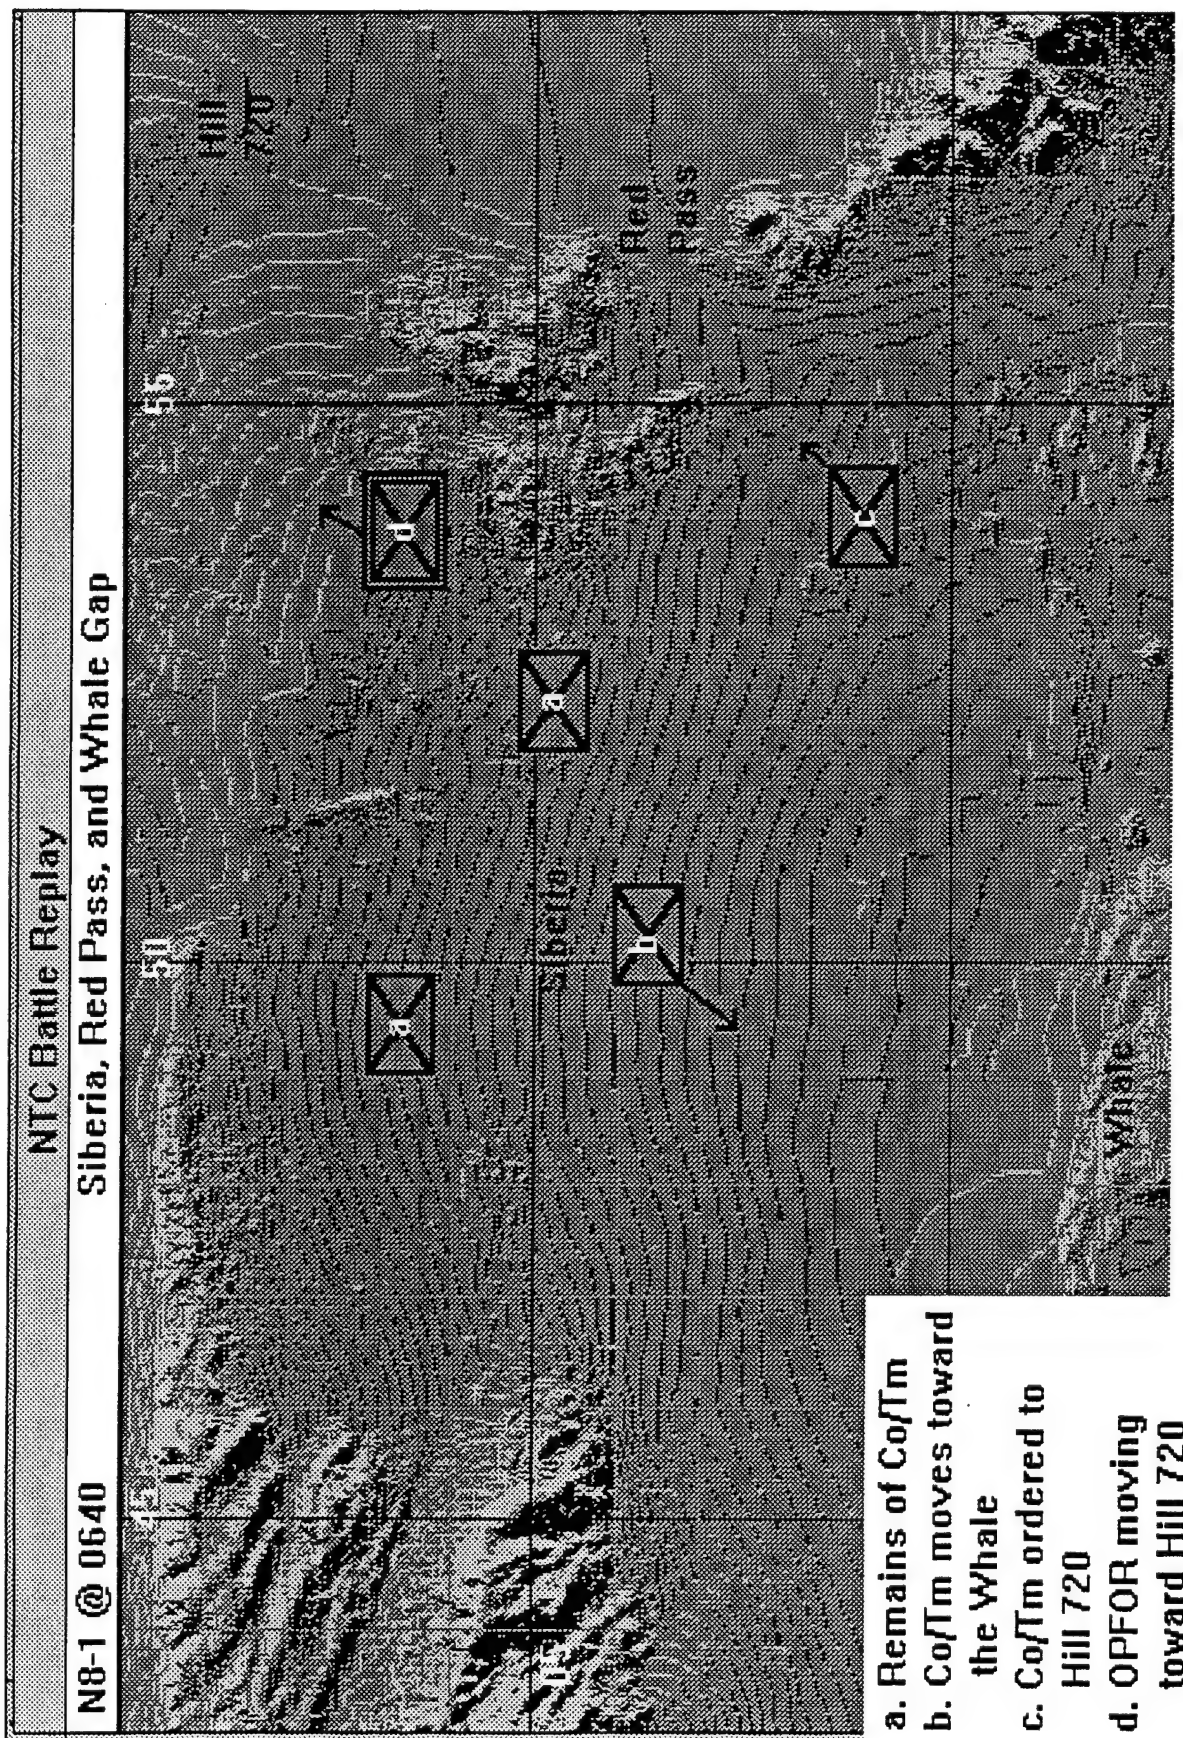 NTC Battle Replay
N8-1 @ 0640
Siberia, Red Pass, and Whale Gap
45
50
55
Hill
720
d
a
a
Siberia
b
Red
Pass
c
Whale
a. Remains of Co/Tm
b. Co/Tm moves toward
the Whale
c. Co/Tm ordered to
Hill 720
d. OPFOR moving
toward Hill 720